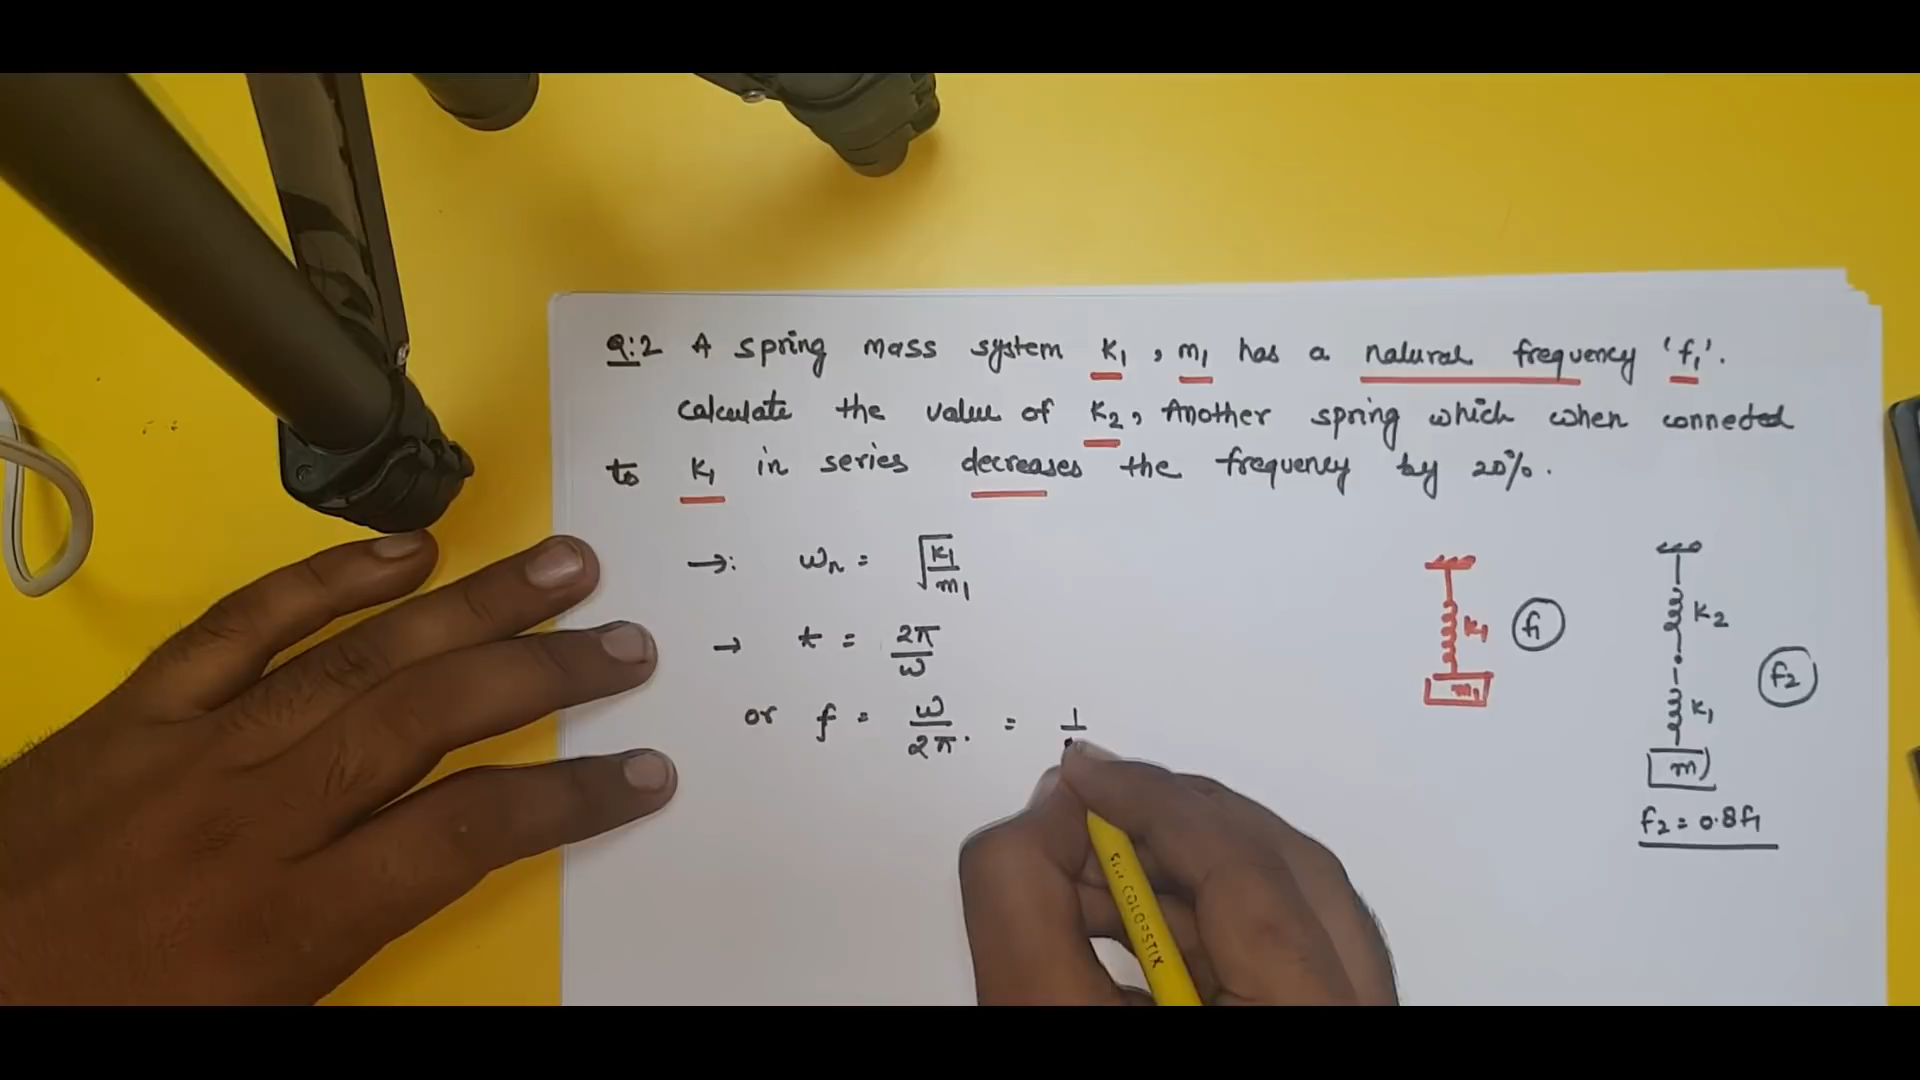 Q:2 A spring mass system K1, m1 has a natural frequency 'f1'.
Calculate the value of K2, Another spring which when conneted
to K1 in series decreases the frequency by 20%.
→: ωn = √K1/m1
→ t = 2π/ω
or f = ω/2π. = 1
K1
m1
f1
K2
K1
m
f2
f2 = 0.8f1
COLORSTIX